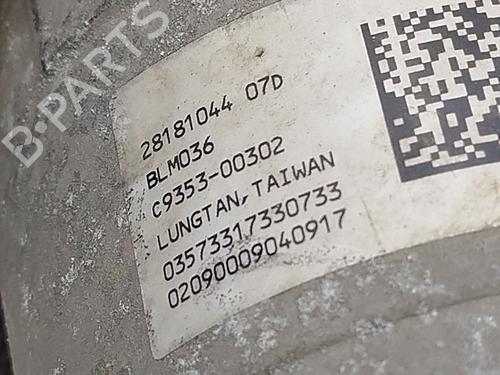 B-PARTS
28181044 07D
BLM036
C9353-00302
LUNGTAN, TAIWAN
03573317330733
02090009040917